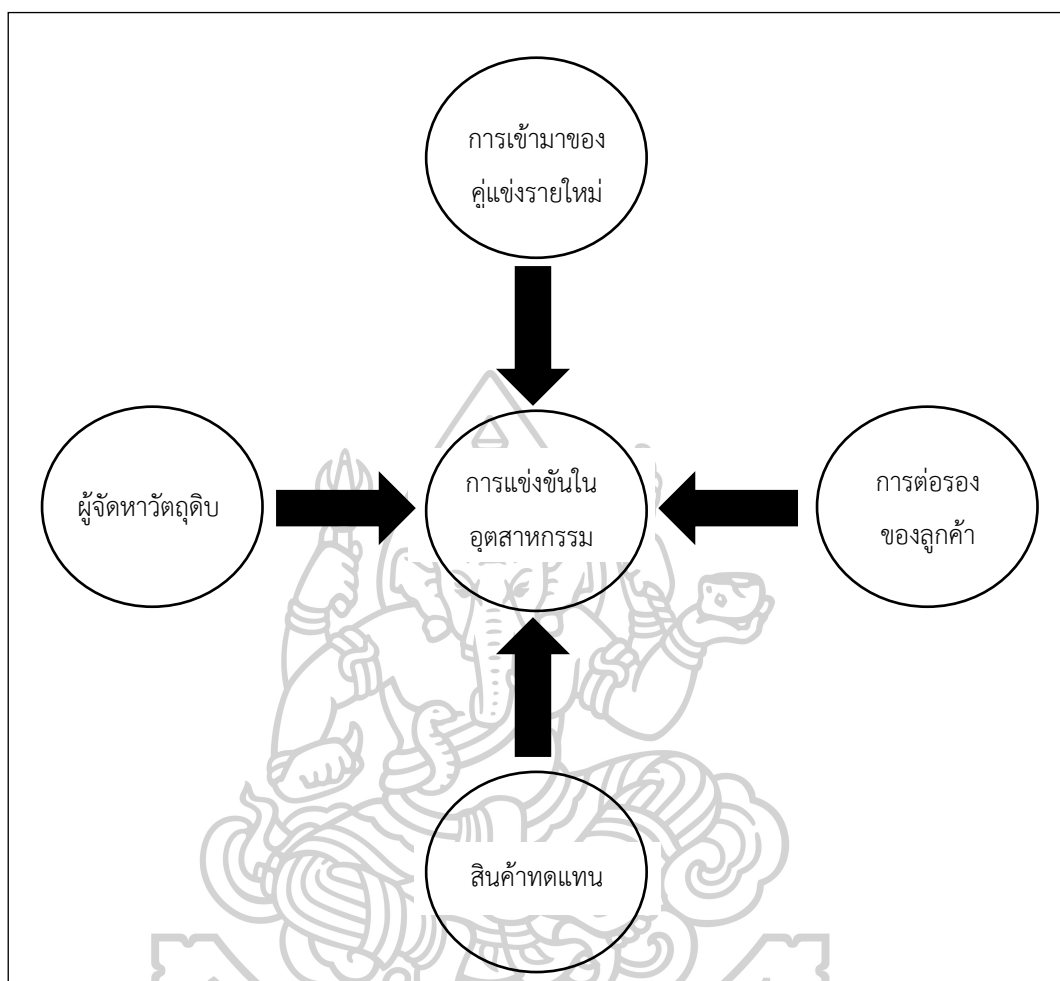 การเข้ามาของ
คู่แข่งรายใหม่
ผู้จัดหาวัตถุดิบ
การแข่งขันใน
อุตสาหกรรม
การต่อรอง
ของลูกค้า
สินค้าทดแทน